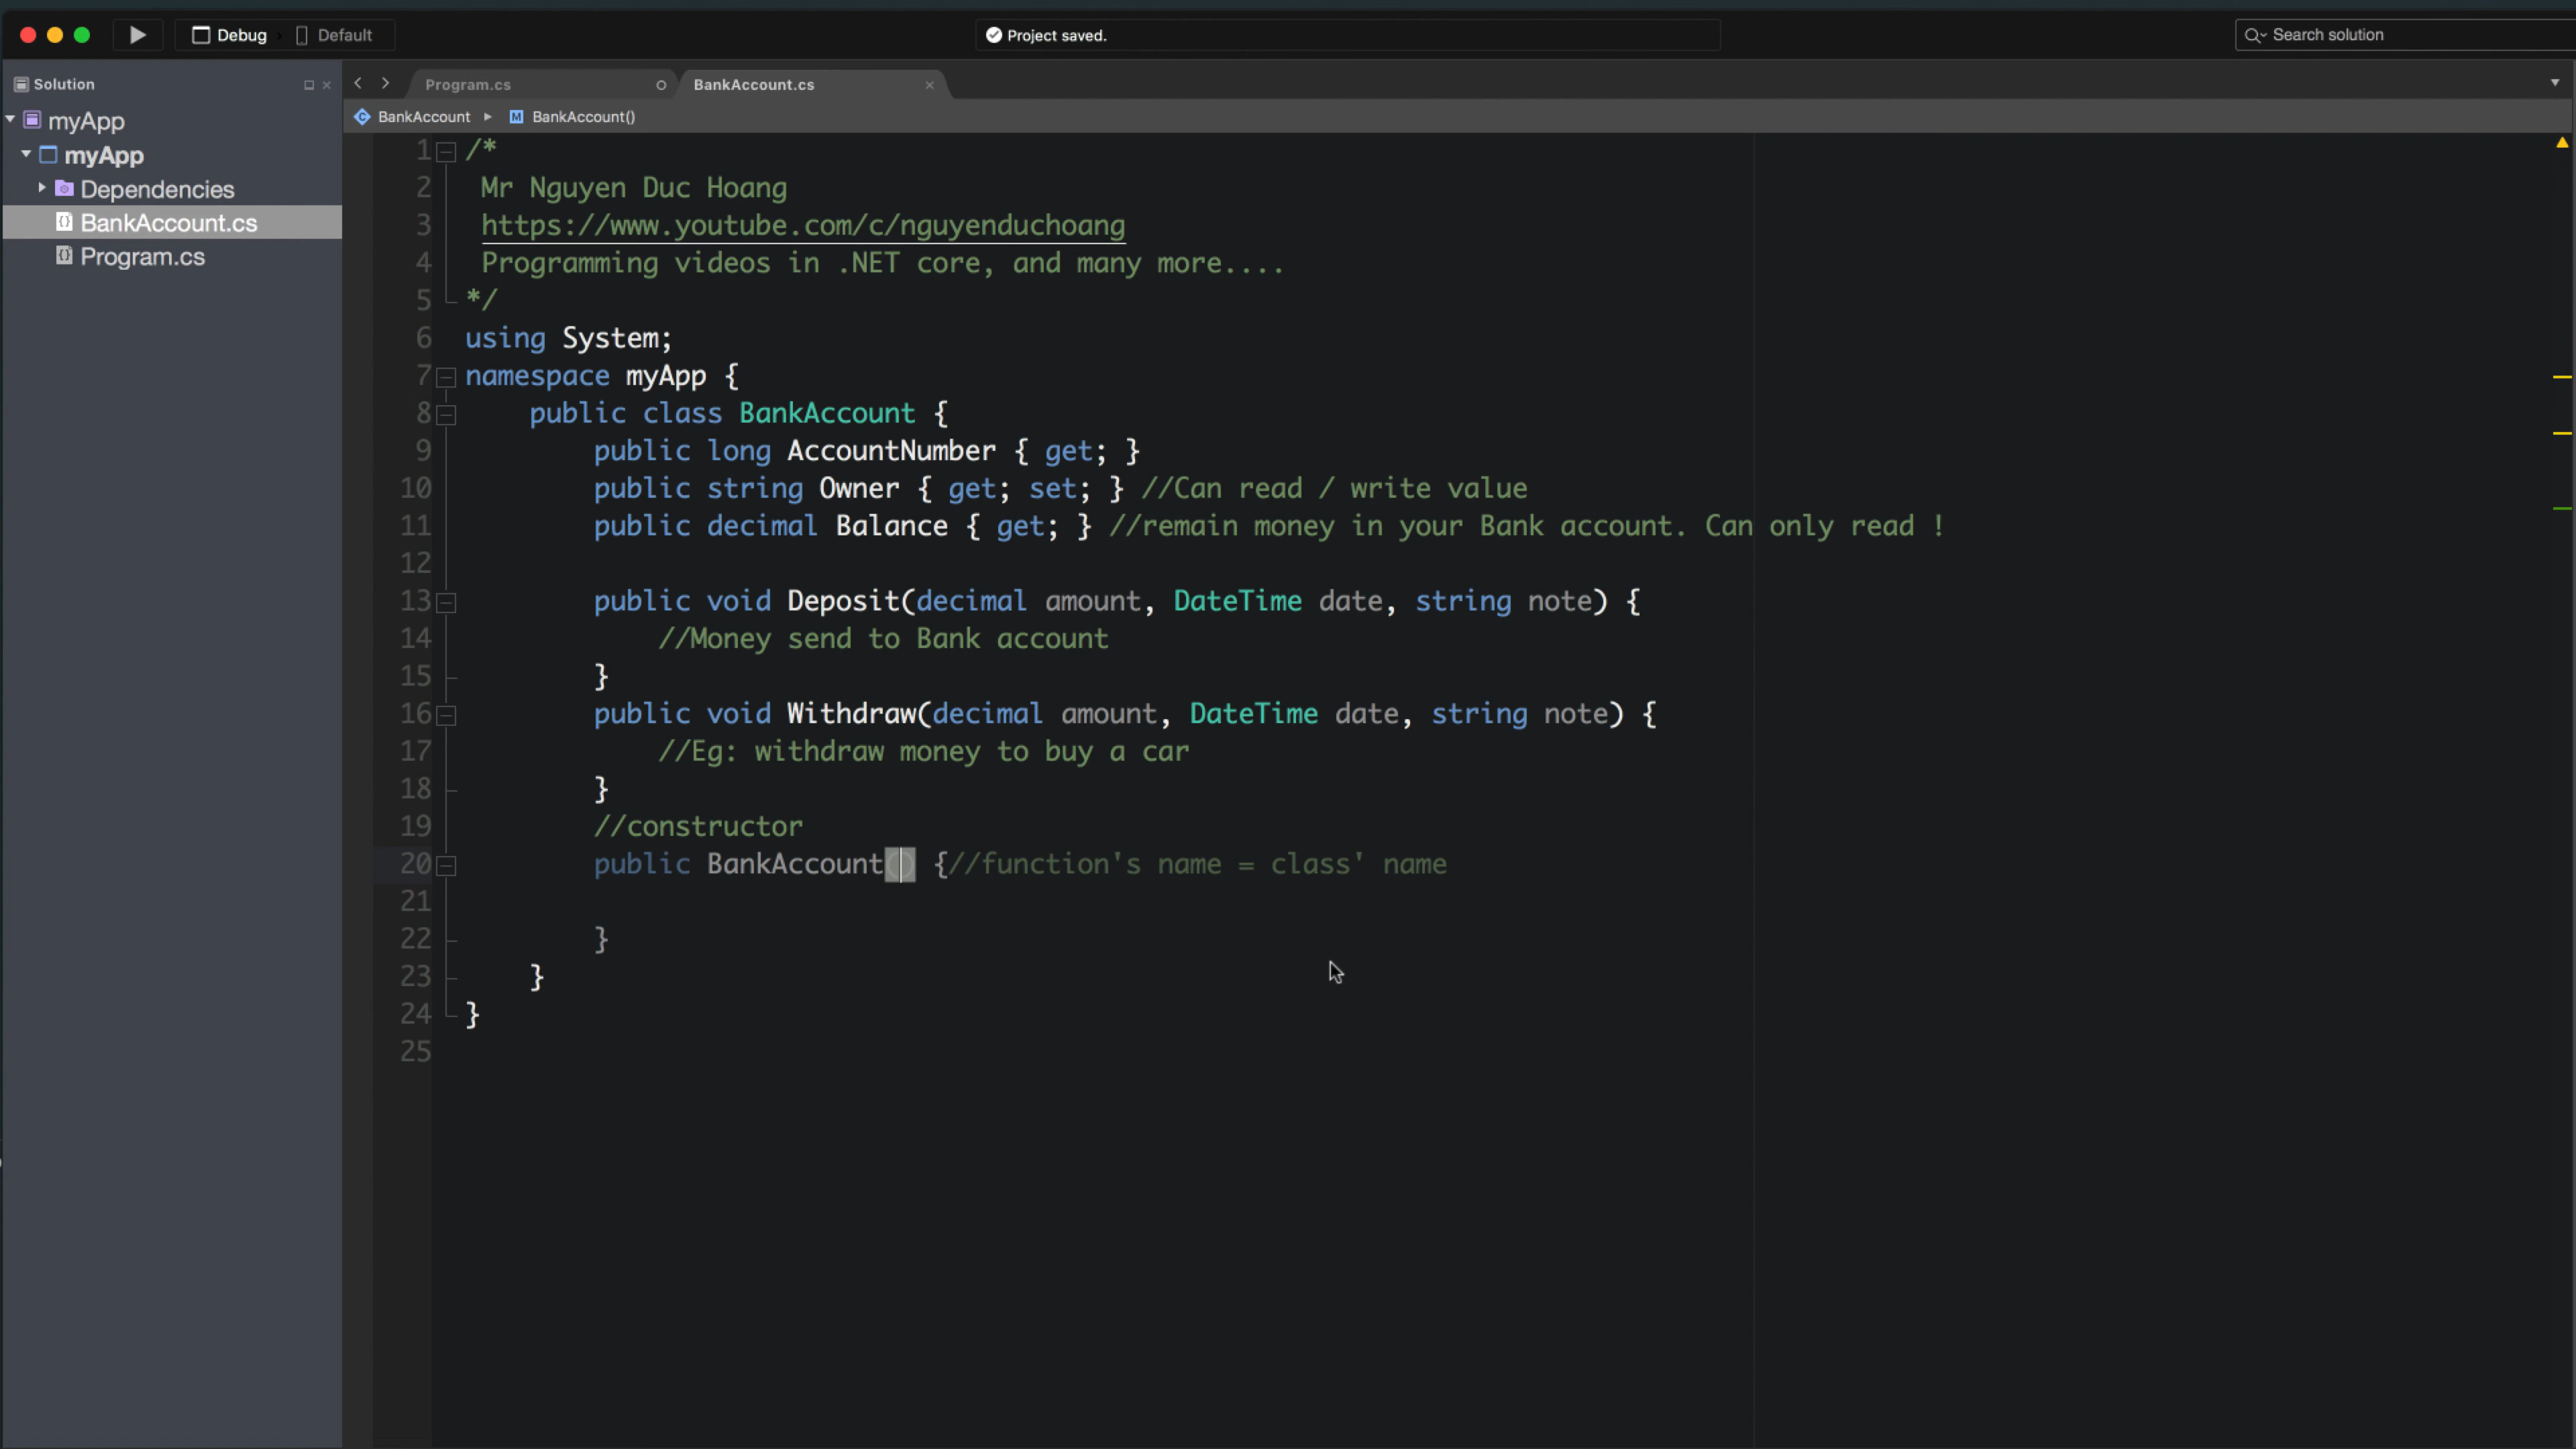 Debug Default
Project saved.
Search solution
Solution
Program.cs
BankAccount.cs
myApp
BankAccount
BankAccount()
myApp
Dependencies
BankAccount.cs
Program.cs
1 /*
2 Mr Nguyen Duc Hoang
3 https://www.youtube.com/c/nguyenduchoang
4 Programming videos in .NET core, and many more....
5 */
6 using System;
7 namespace myApp {
8 public class BankAccount {
9 public long AccountNumber { get; }
10 public string Owner { get; set; } //Can read / write value
11 public decimal Balance { get; } //remain money in your Bank account. Can only read !
12
13 public void Deposit(decimal amount, DateTime date, string note) {
14 //Money send to Bank account
15 }
16 public void Withdraw(decimal amount, DateTime date, string note) {
17 //Eg: withdraw money to buy a car
18 }
19 //constructor
20 public BankAccount() {//function's name = class' name
21
22 }
23 }
24 }
25